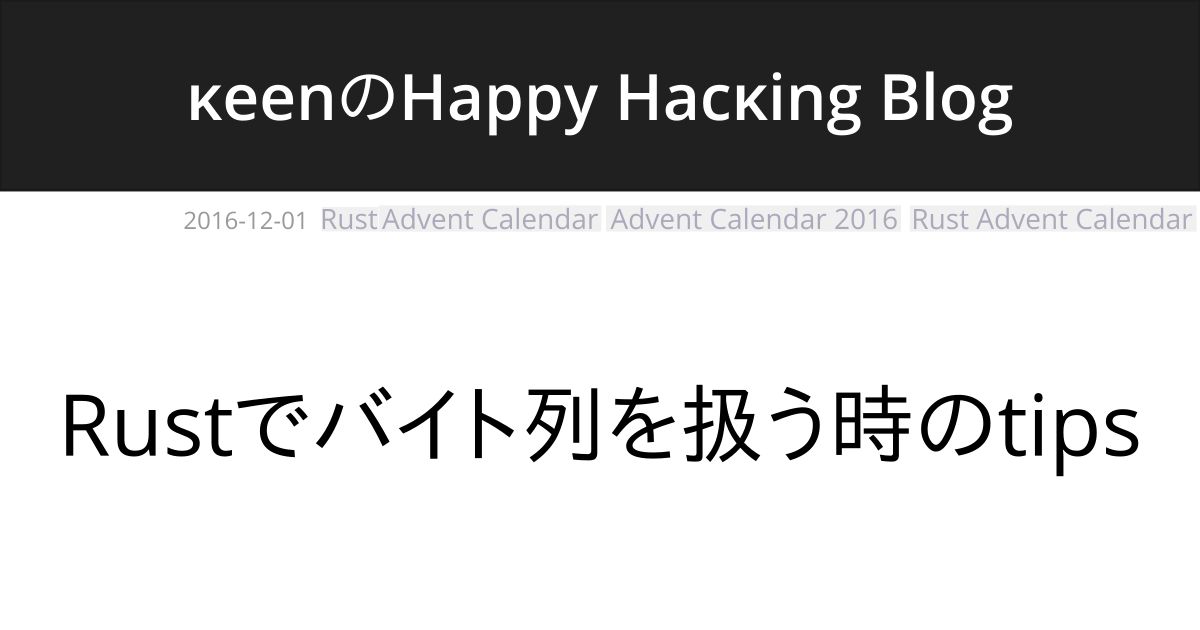 κeenのHappy Hacκing Blog
2016-12-01 Rust Advent Calendar Advent Calendar 2016 Rust Advent Calendar
Rustでバイト列を扱う時のtips